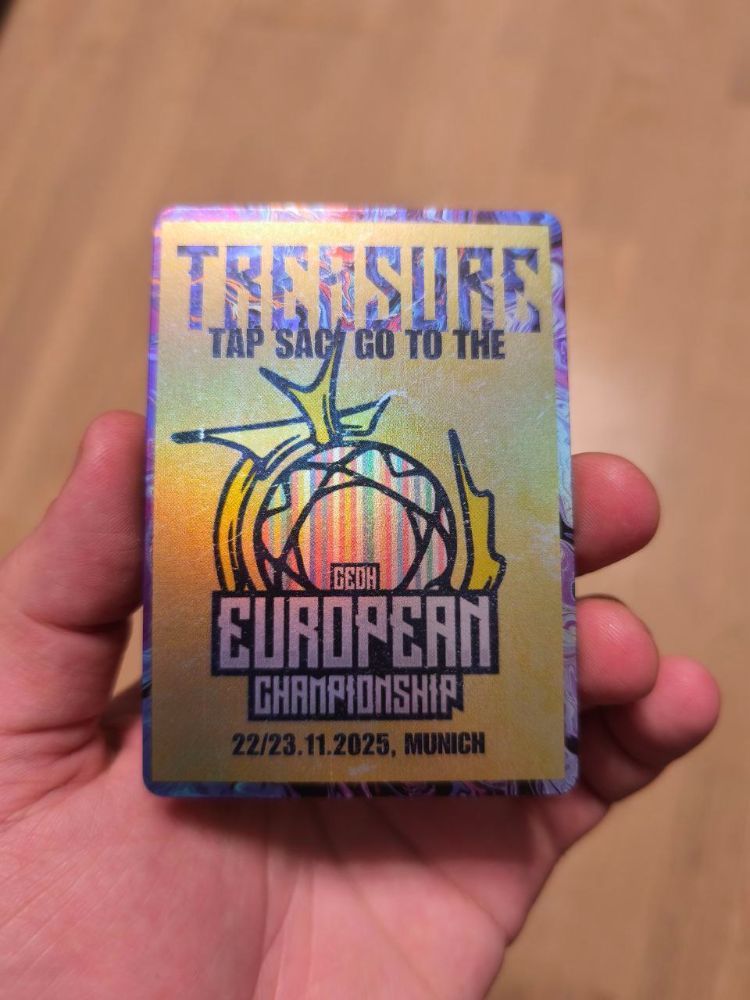 TREASURE
TAP SAC GO TO THE
CEDH
EUROPEAN
CHAMPIONSHIP
22/23.11.2025, MUNICH